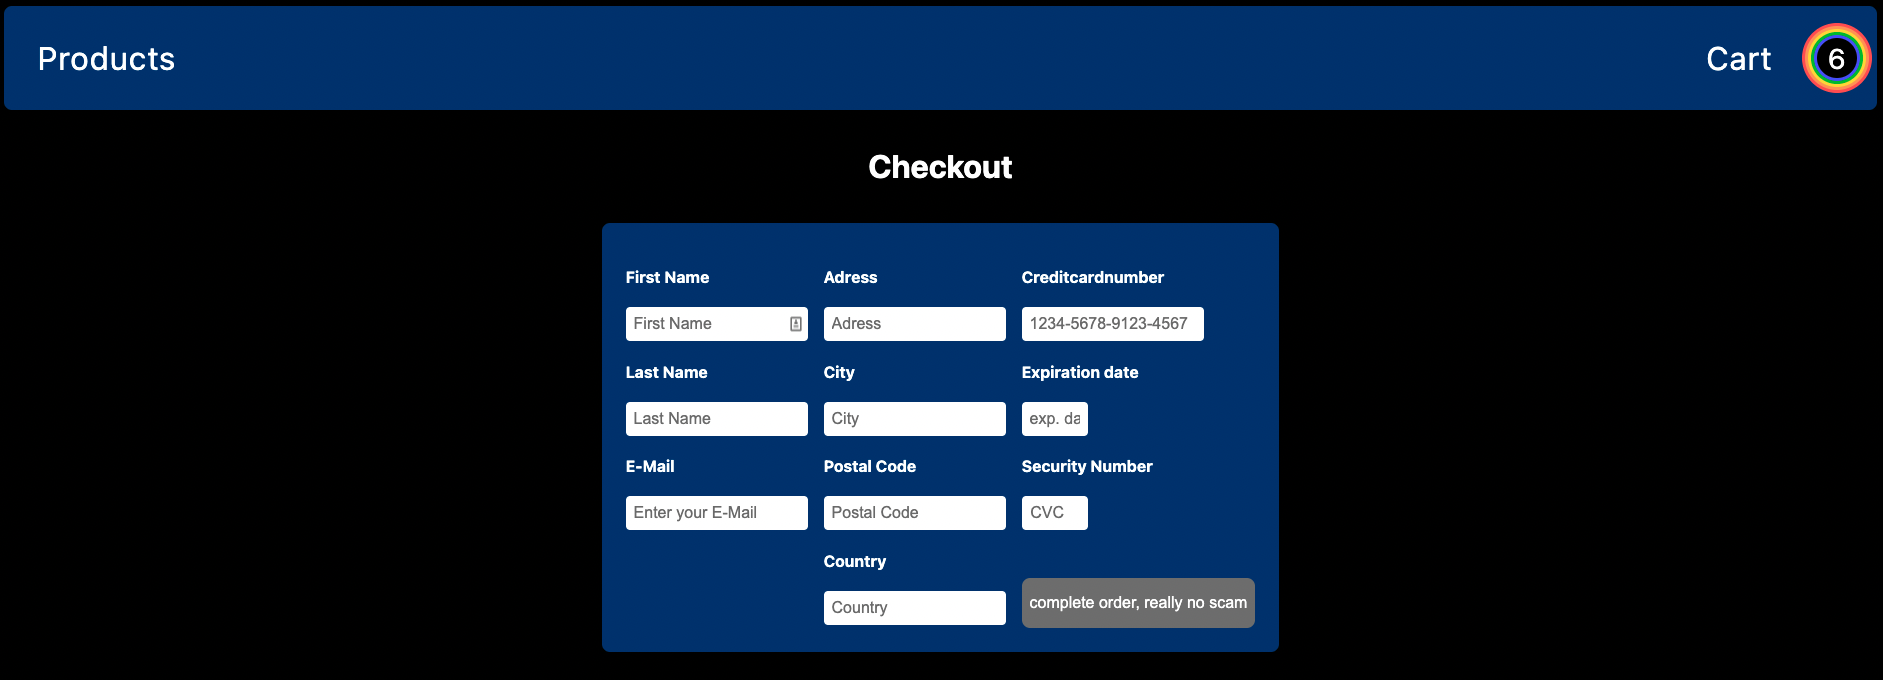 Products
Cart 6
Checkout
First Name
Adress
Creditcardnumber
First Name
Adress
1234-5678-9123-4567
Last Name
City
Expiration date
Last Name
City
exp. da
E-Mail
Postal Code
Security Number
Enter your E-Mail
Postal Code
CVC
Country
Country
complete order, really no scam